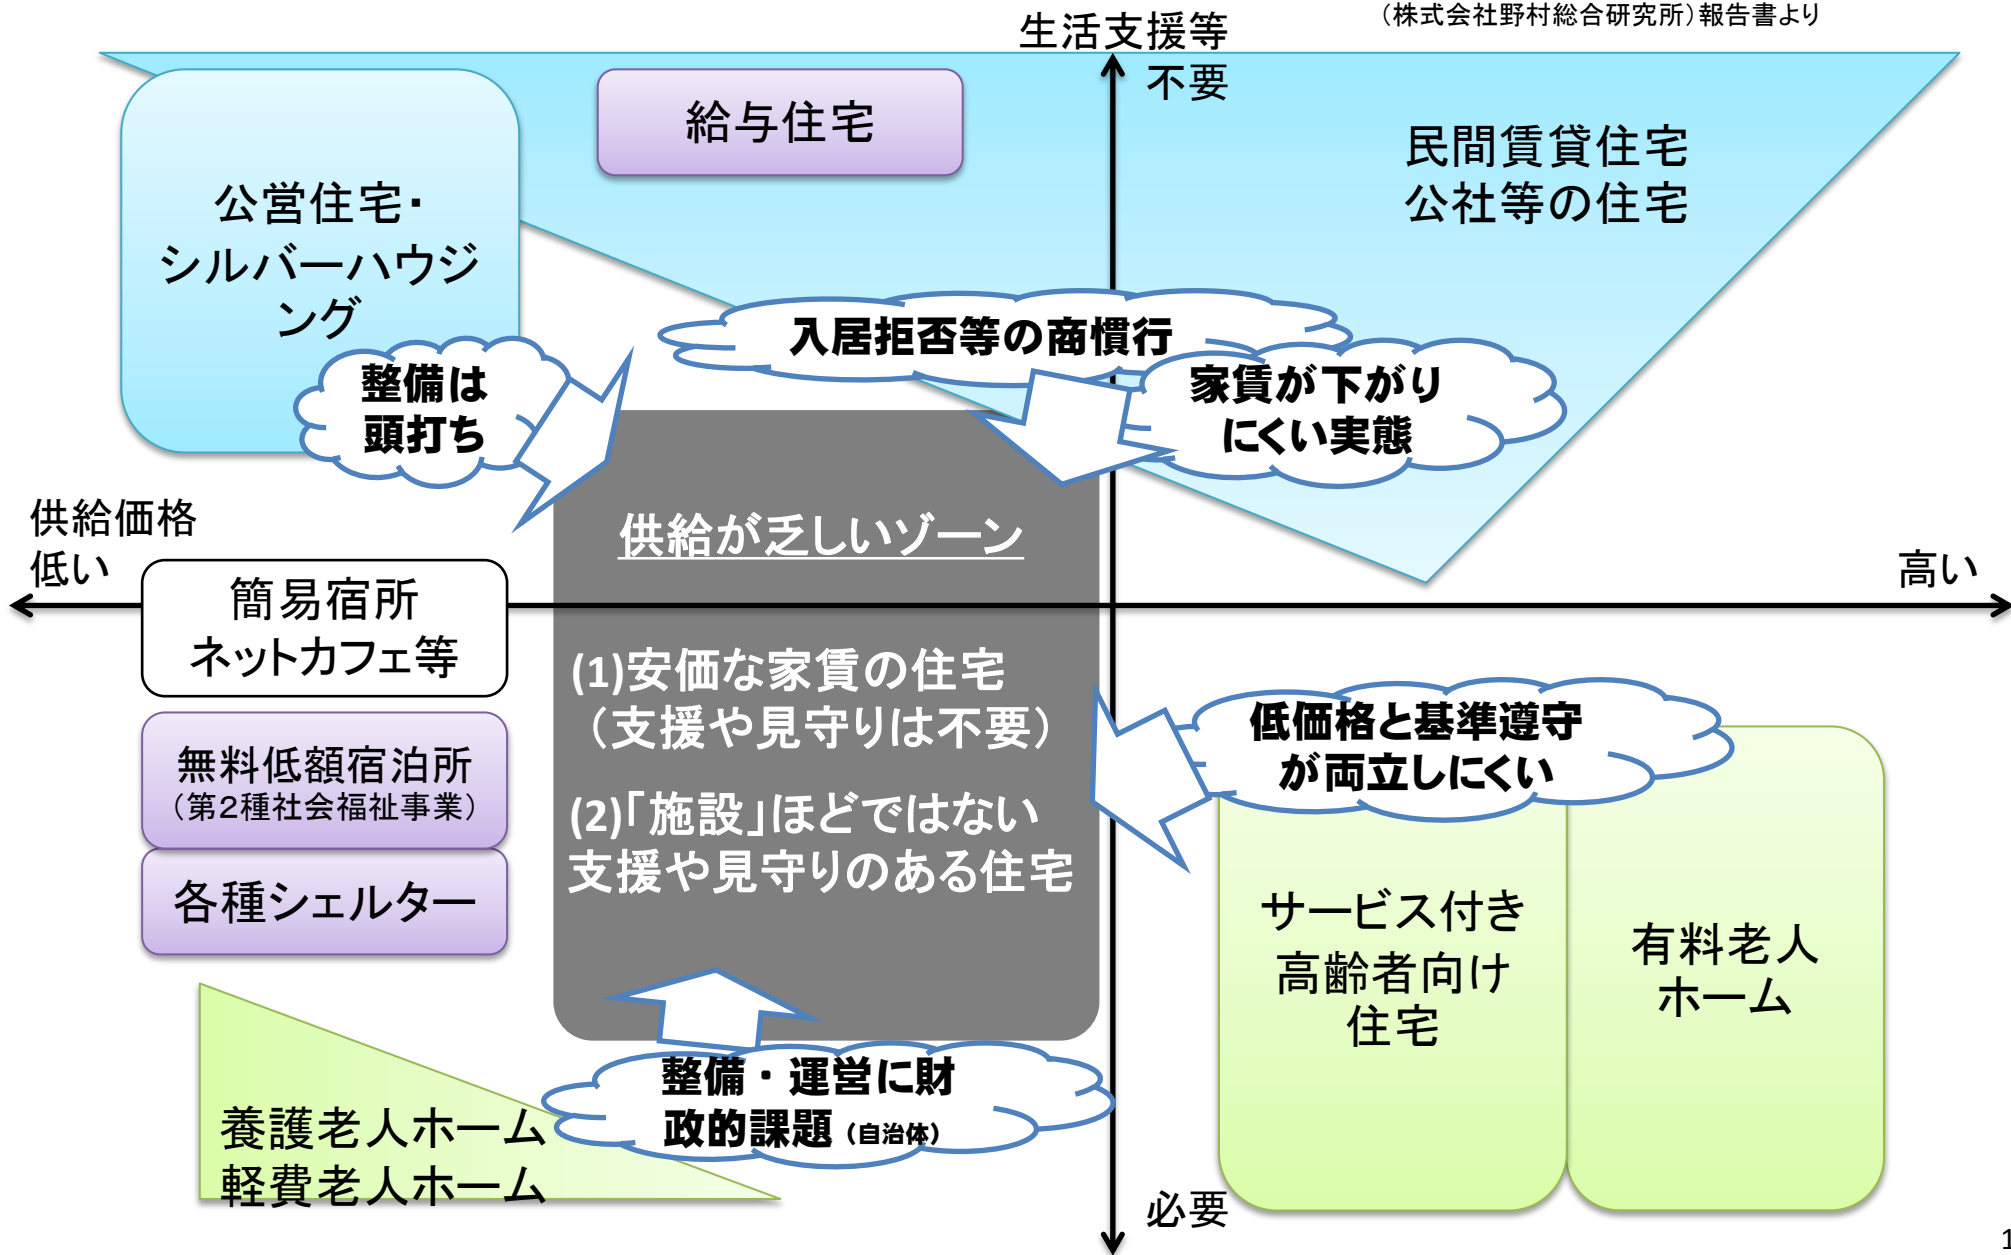 （株式会社野村総合研究所）報告書より
生活支援等
不要
給与住宅
民間賃貸住宅
公社等の住宅
公営住宅・
シルバーハウジ
ング
入居拒否等の商慣行
整備は
頭打ち
家賃が下がり
にくい実態
供給価格
低い
高い
供給が乏しいゾーン
簡易宿所
ネットカフェ等
(1)安価な家賃の住宅
（支援や見守りは不要）
(2)「施設」ほどではない
支援や見守りのある住宅
低価格と基準遵守
が両立しにくい
無料低額宿泊所
（第２種社会福祉事業）
各種シェルター
サービス付き
高齢者向け
住宅
有料老人
ホーム
整備・運営に財
政的課題（自治体）
養護老人ホーム
軽費老人ホーム
必要
1